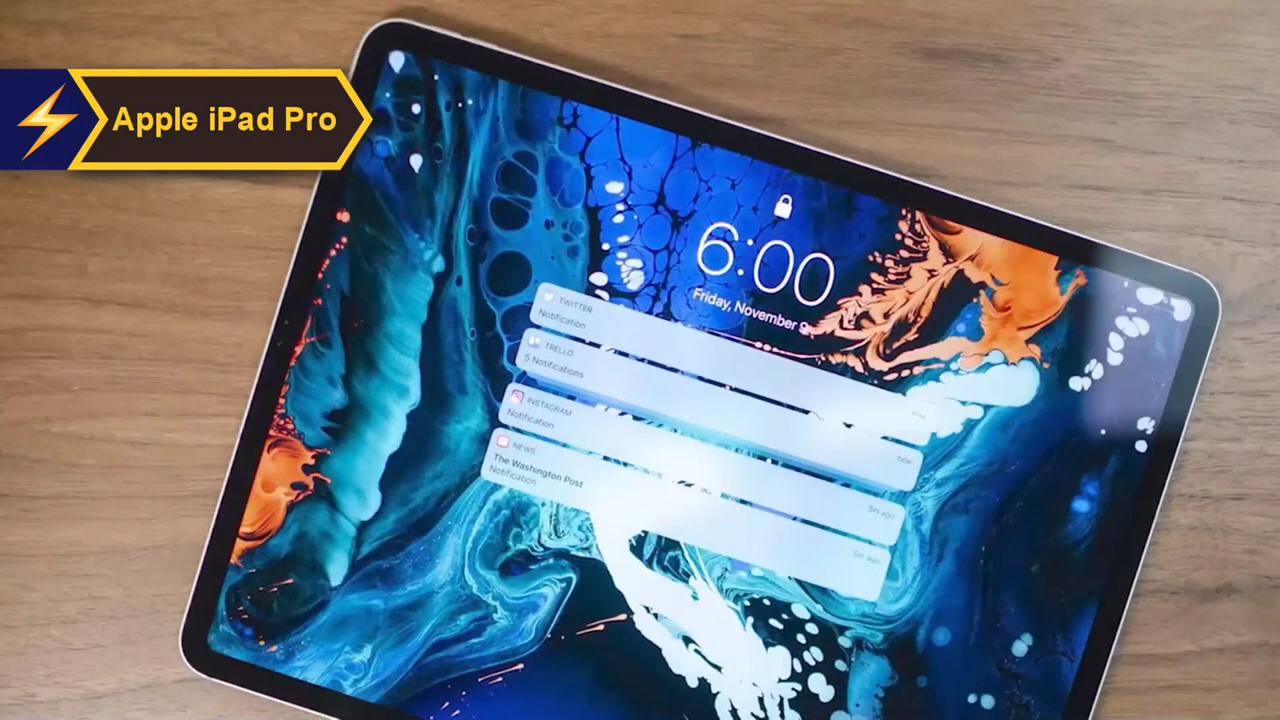 Apple iPad Pro
6:00
Friday, November 9
TWITTER
Notification
now
TRELLO
5 Notifications
now
INSTAGRAM
Notification
3m ago
NEWS
The Washington Post
Notification
5m ago